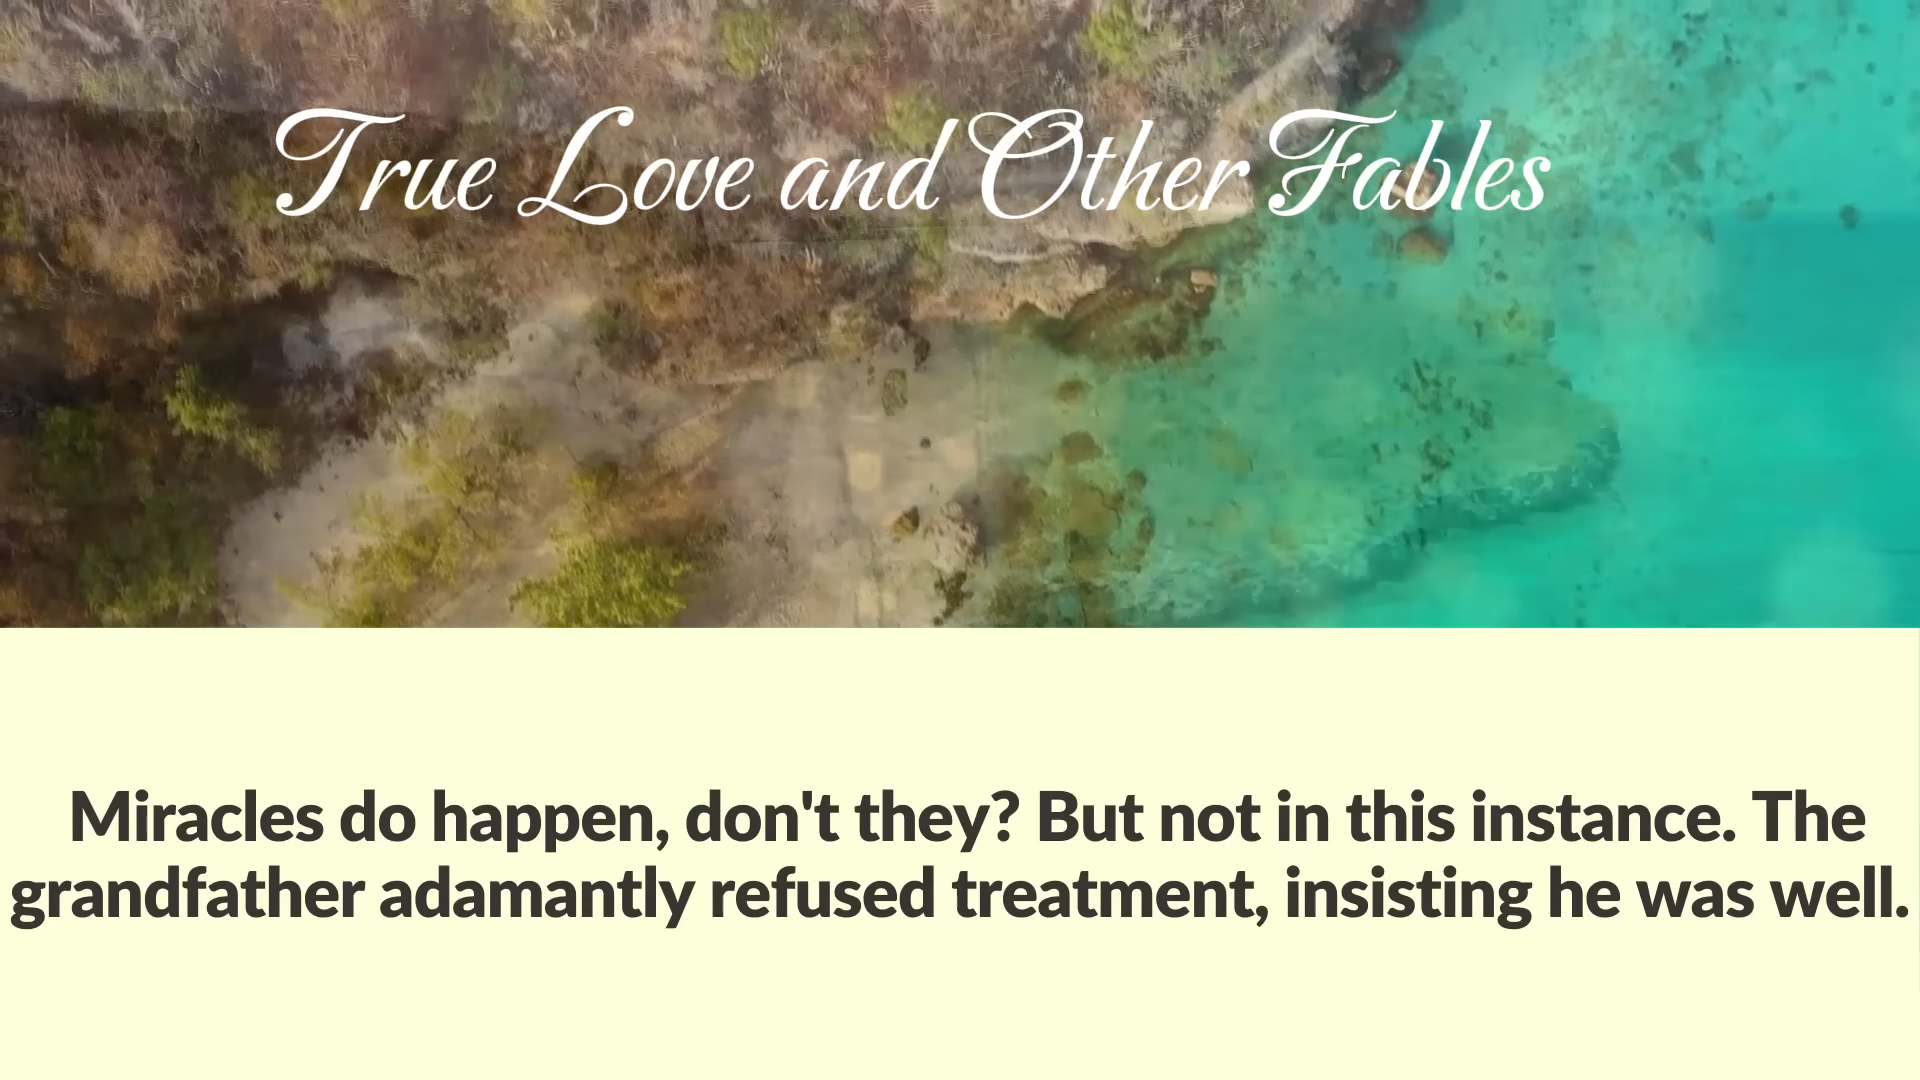 True Love and Other Fables
Miracles do happen, don't they? But not in this instance. The
grandfather adamantly refused treatment, insisting he was well.